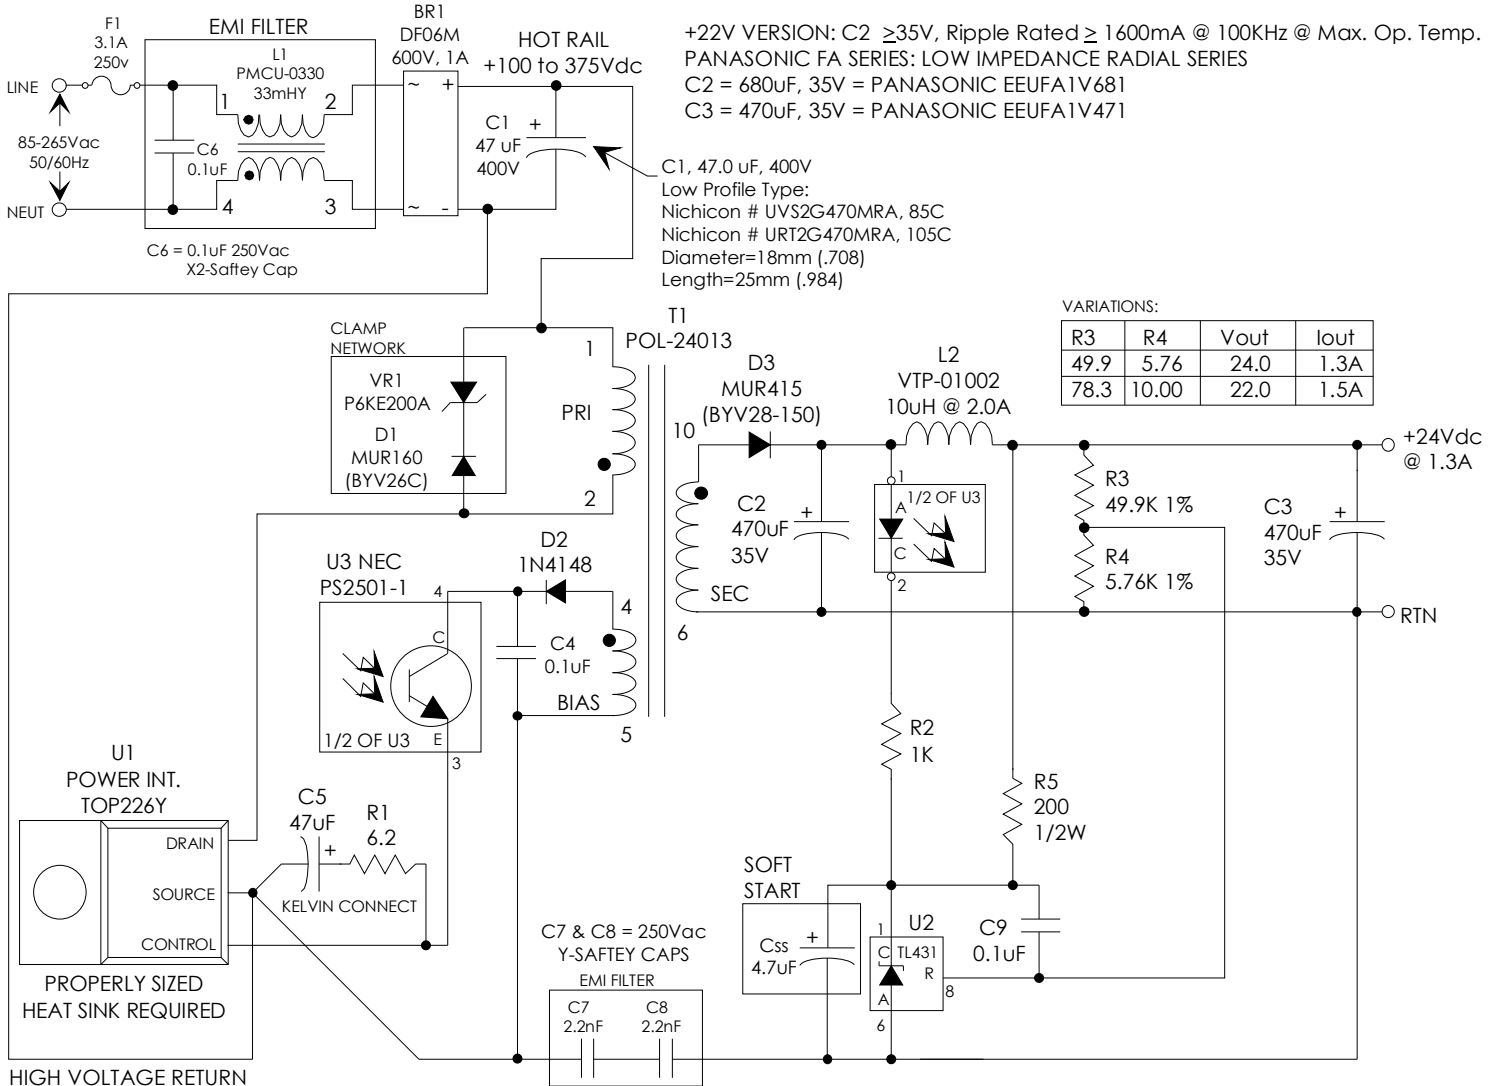 F1
3.1A
250v
EMI FILTER
L1
PMCU-0330
33mHY
BR1
DF06M
600V, 1A
HOT RAIL
+100 to 375Vdc
+22V VERSION: C2 ≥35V, Ripple Rated ≥ 1600mA @ 100KHz @ Max. Op. Temp.
PANASONIC FA SERIES: LOW IMPEDANCE RADIAL SERIES
C2 = 680uF, 35V = PANASONIC EEUFA1V681
C3 = 470uF, 35V = PANASONIC EEUFA1V471
LINE
1
2
~
+
C1
+
47 uF
400V
85-265Vac
50/60Hz
C6
0.1uF
NEUT
4
3
~
-
C1, 47.0 uF, 400V
Low Profile Type:
Nichicon # UVS2G470MRA, 85C
Nichicon # URT2G470MRA, 105C
Diameter=18mm (.708)
Length=25mm (.984)
C6 = 0.1uF 250Vac
X2-Saftey Cap
VARIATIONS:
R3 R4 Vout Iout
49.9 5.76 24.0 1.3A
78.3 10.00 22.0 1.5A
CLAMP
NETWORK
VR1
P6KE200A
D1
MUR160
(BYV26C)
1
PRI
2
T1
POL-24013
D3
MUR415
(BYV28-150)
L2
VTP-01002
10uH @ 2.0A
10
SEC
6
C2
470uF
35V
+
1
1/2 OF U3
A
C
2
R3
49.9K 1%
R4
5.76K 1%
C3
470uF
35V
+
+24Vdc
@ 1.3A
RTN
U3 NEC
PS2501-1
4
C
1/2 OF U3
E
3
D2
1N4148
C4
0.1uF
4
BIAS
5
R2
1K
R5
200
1/2W
U1
POWER INT.
TOP226Y
DRAIN
SOURCE
CONTROL
C5
47uF
+
R1
6.2
KELVIN CONNECT
PROPERLY SIZED
HEAT SINK REQUIRED
C7 & C8 = 250Vac
Y-SAFTEY CAPS
EMI FILTER
C7
2.2nF
C8
2.2nF
SOFT
START
Css
4.7uF
+
1
U2
C
TL431
R
A
8
6
C9
0.1uF
HIGH VOLTAGE RETURN